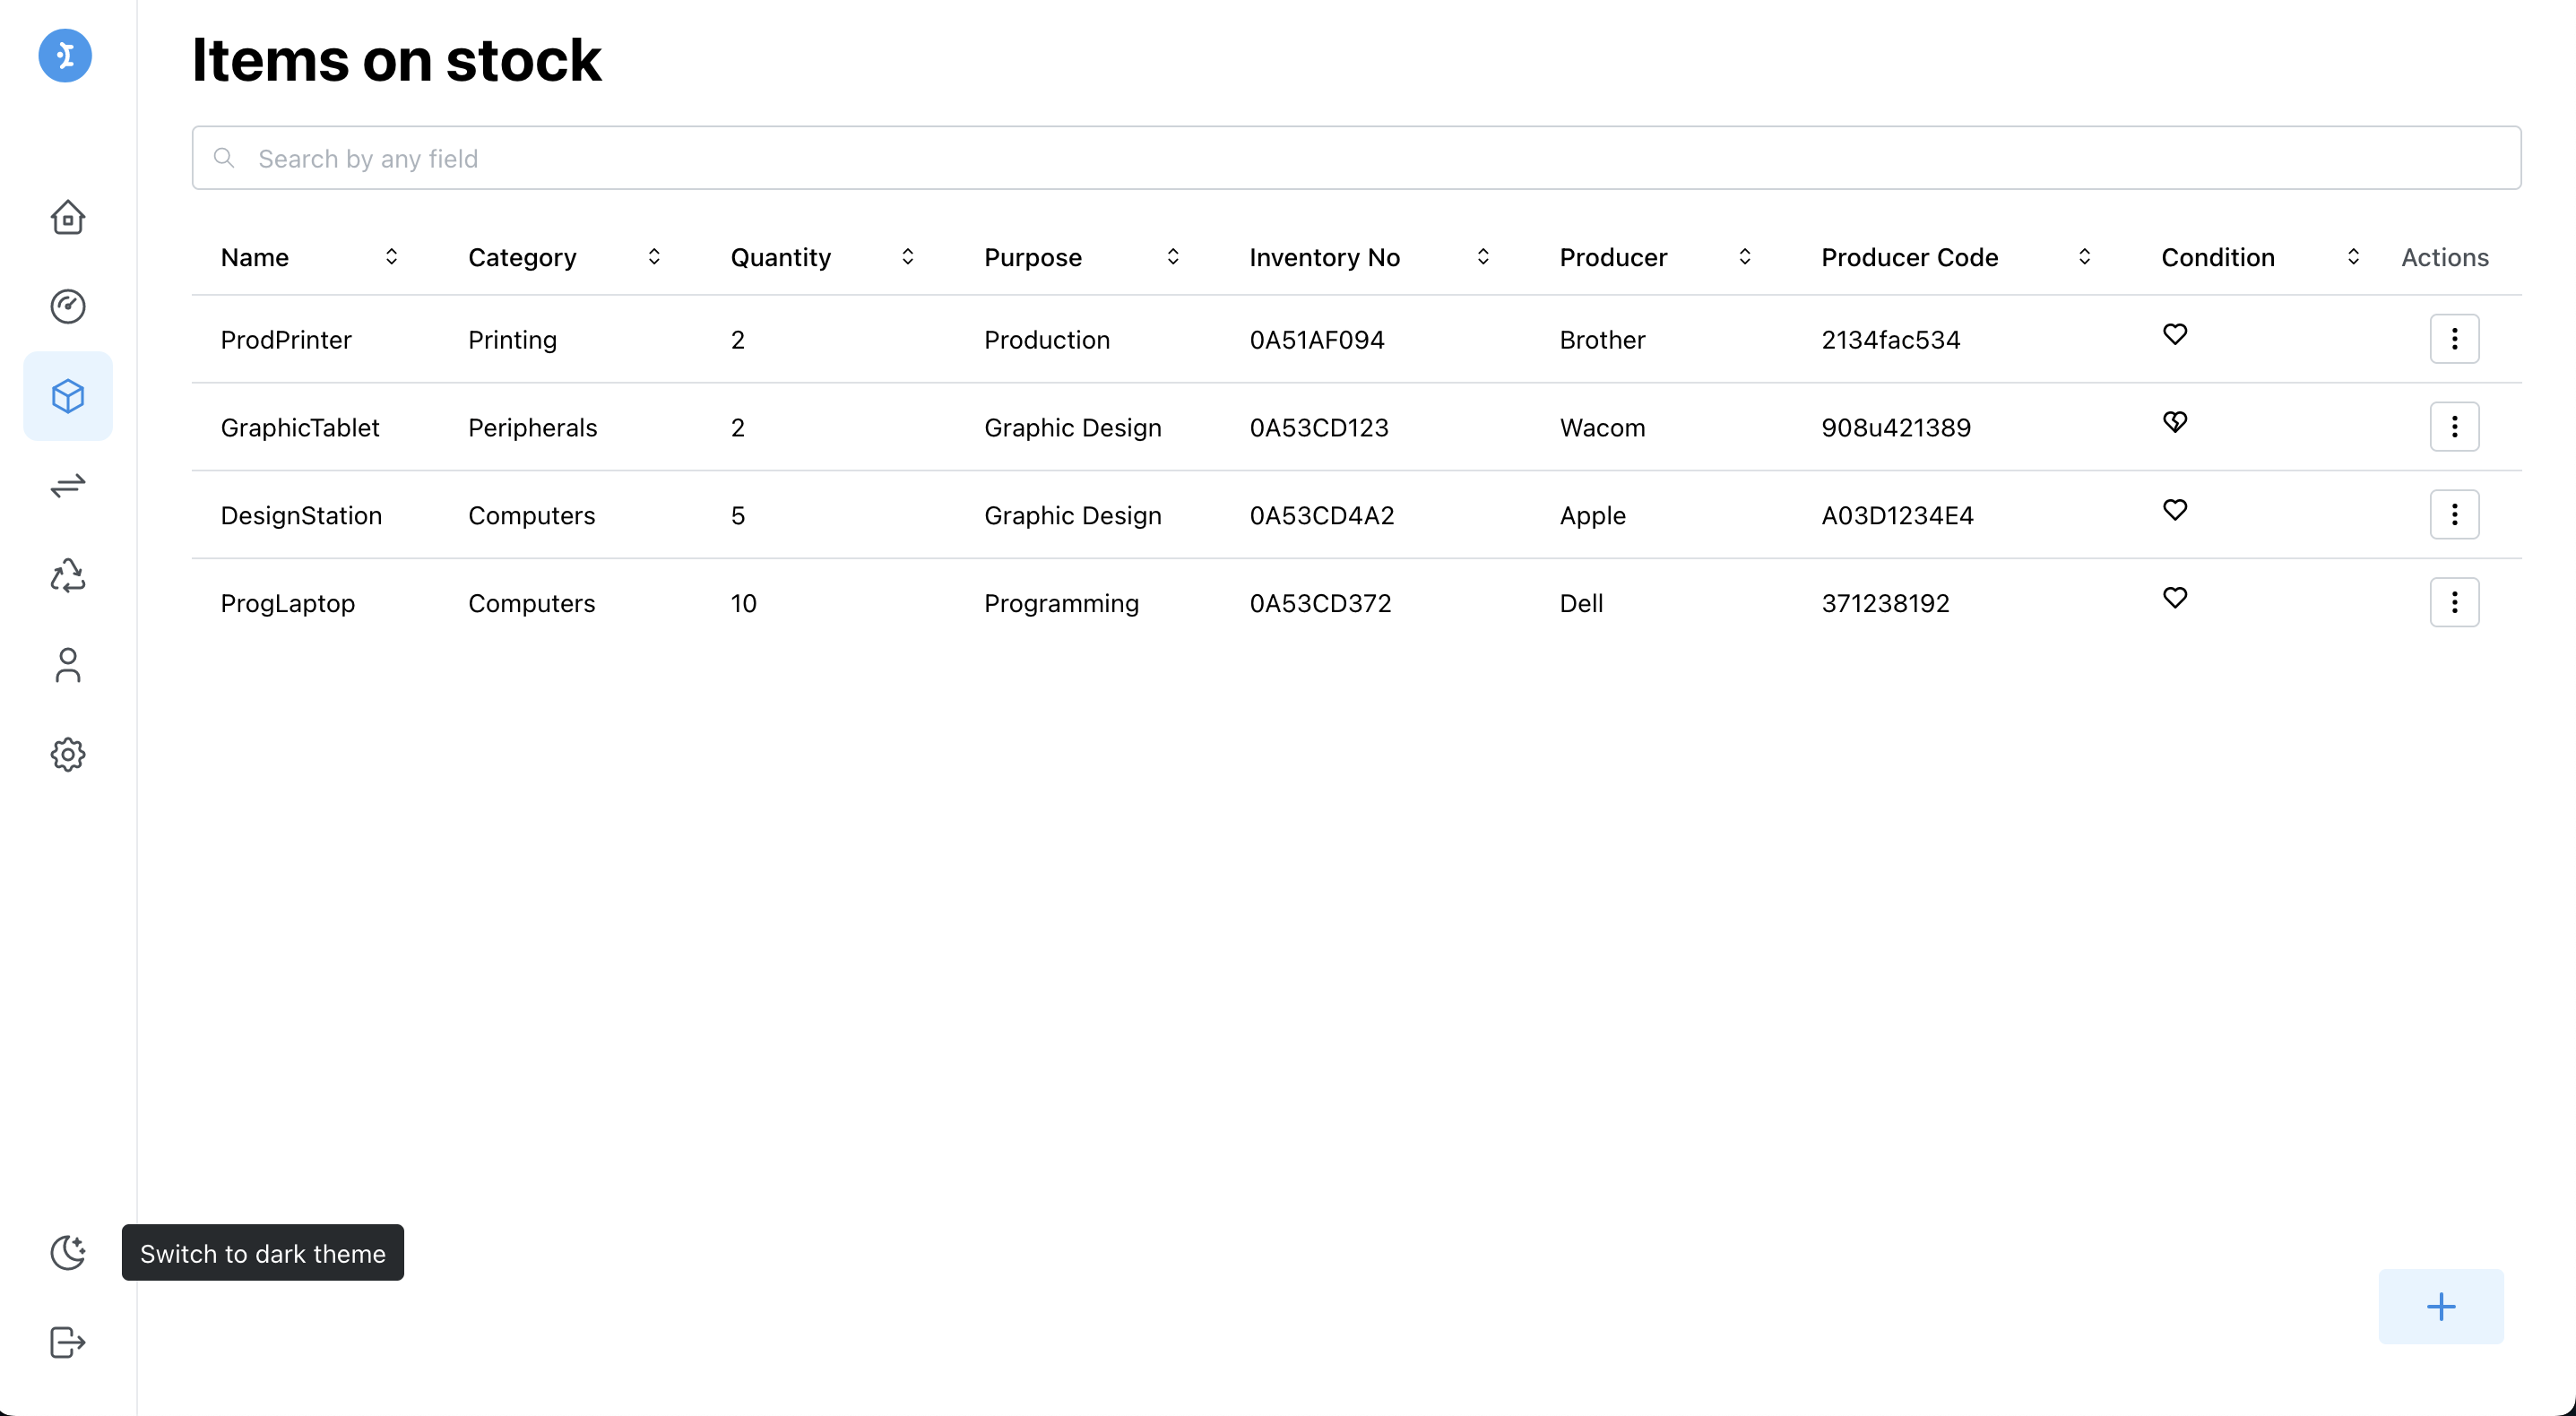 Items on stock
Search by any field
Name Category Quantity Purpose Inventory No Producer Producer Code Condition Actions
ProdPrinter Printing 2 Production 0A51AF094 Brother 2134fac534
GraphicTablet Peripherals 2 Graphic Design 0A53CD123 Wacom 908u421389
DesignStation Computers 5 Graphic Design 0A53CD4A2 Apple A03D1234E4
ProgLaptop Computers 10 Programming 0A53CD372 Dell 371238192
Switch to dark theme